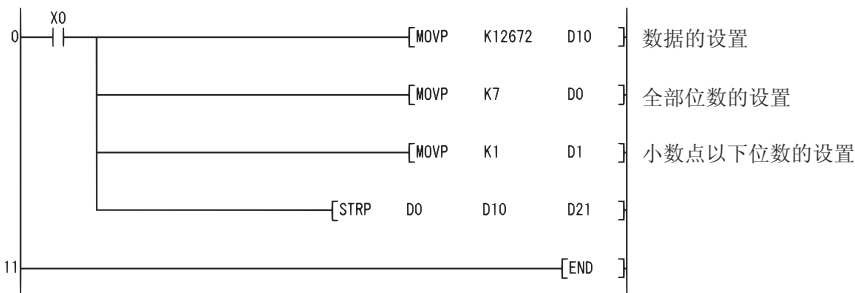 X0
0 [MOVP K12672 D10 ] 数据的设置
[MOVP K7 D0 ] 全部位数的设置
[MOVP K1 D1 ] 小数点以下位数的设置
[STRP D0 D10 D21 ]
11 [END ]